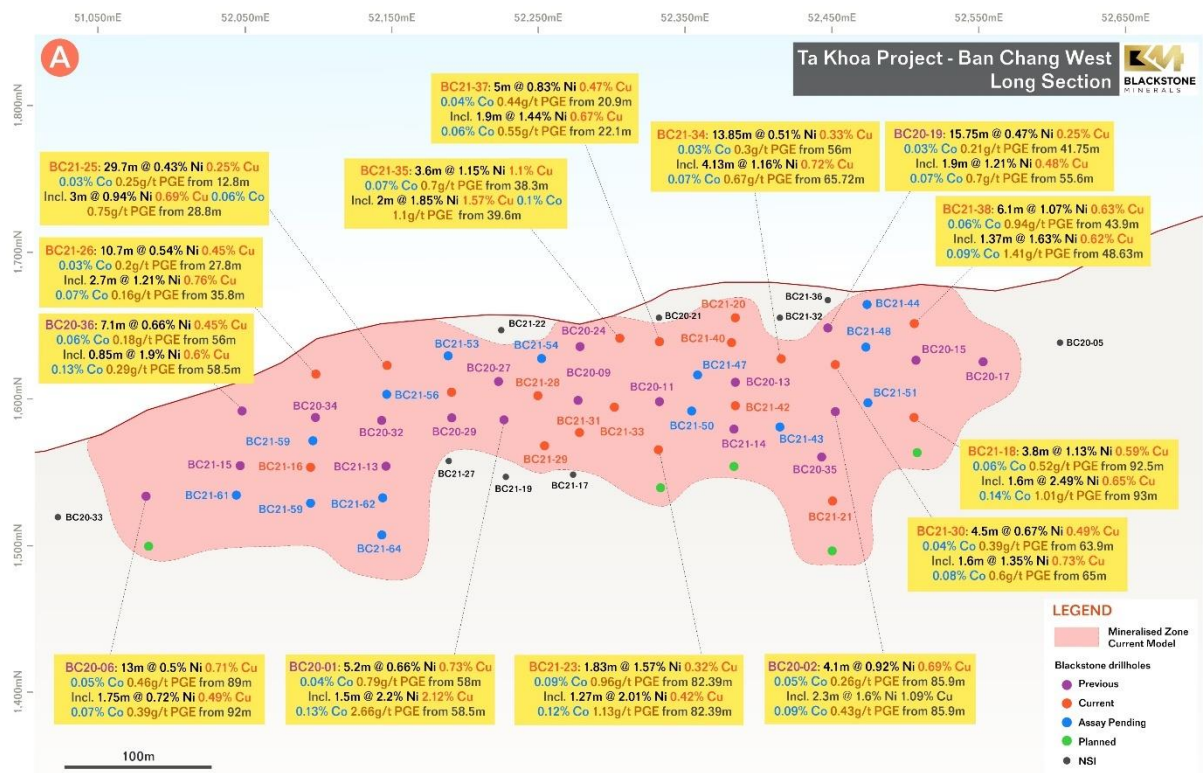 51,050mE 52,050mE 52,150mE 52,250mE 52,350mE 52,450mE 52,550mE 52,650mE
A
Ta Khoa Project - Ban Chang West
Long Section
BLACKSTONE
MINERALS
1,800mN
1,700mN
1,600mN
1,500mN
1,400mN
BC21-37: 5m @ 0.83% Ni 0.47% Cu
0.04% Co 0.44g/t PGE from 20.9m
Incl. 1.9m @ 1.44% Ni 0.67% Cu
0.06% Co 0.55g/t PGE from 22.1m
BC21-34: 13.85m @ 0.51% Ni 0.33% Cu
0.03% Co 0.3g/t PGE from 56m
Incl. 4.13m @ 1.16% Ni 0.72% Cu
0.07% Co 0.67g/t PGE from 65.72m
BC20-19: 15.75m @ 0.47% Ni 0.25% Cu
0.03% Co 0.21g/t PGE from 41.75m
Incl. 1.9m @ 1.21% Ni 0.48% Cu
0.07% Co 0.7g/t PGE from 55.6m
BC21-25: 29.7m @ 0.43% Ni 0.25% Cu
0.03% Co 0.25g/t PGE from 12.8m
Incl. 3m @ 0.94% Ni 0.69% Cu 0.06% Co
0.75g/t PGE from 28.8m
BC21-35: 3.6m @ 1.15% Ni 1.1% Cu
0.07% Co 0.7g/t PGE from 38.3m
Incl. 2m @ 1.85% Ni 1.57% Cu 0.1% Co
1.1g/t PGE from 39.6m
BC21-38: 6.1m @ 1.07% Ni 0.63% Cu
0.06% Co 0.94g/t PGE from 43.9m
Incl. 1.37m @ 1.63% Ni 0.62% Cu
0.09% Co 1.41g/t PGE from 48.63m
BC21-26: 10.7m @ 0.54% Ni 0.45% Cu
0.03% Co 0.2g/t PGE from 27.8m
Incl. 2.7m @ 1.21% Ni 0.76% Cu
0.07% Co 0.16g/t PGE from 35.8m
BC20-36: 7.1m @ 0.66% Ni 0.45% Cu
0.06% Co 0.18g/t PGE from 56m
Incl. 0.85m @ 1.9% Ni 0.6% Cu
0.13% Co 0.29g/t PGE from 58.5m
BC21-36
BC21-20
BC21-44
BC21-22
BC20-24
BC20-21
BC21-32
BC21-48
BC21-40
BC20-05
BC21-53
BC21-54
BC20-15
BC20-27
BC20-09
BC21-47
BC20-17
BC21-28
BC20-11
BC20-13
BC21-56
BC21-51
BC20-34
BC21-42
BC21-31
BC21-33
BC20-32
BC20-29
BC21-50
BC21-43
BC21-59
BC21-14
BC21-29
BC21-15
BC21-16
BC21-13
BC21-27
BC20-35
BC21-19
BC21-17
BC21-61
BC21-59
BC21-62
BC20-33
BC21-21
BC21-64
BC21-18: 3.8m @ 1.13% Ni 0.59% Cu
0.06% Co 0.52g/t PGE from 92.5m
Incl. 1.6m @ 2.49% Ni 0.65% Cu
0.14% Co 1.01g/t PGE from 93m
BC21-30: 4.5m @ 0.67% Ni 0.49% Cu
0.04% Co 0.39g/t PGE from 63.9m
Incl. 1.6m @ 1.35% Ni 0.73% Cu
0.08% Co 0.6g/t PGE from 65m
BC20-06: 13m @ 0.5% Ni 0.71% Cu
0.05% Co 0.46g/t PGE from 89m
Incl. 1.75m @ 0.72% Ni 0.49% Cu
0.07% Co 0.39g/t PGE from 92m
BC20-01: 5.2m @ 0.66% Ni 0.73% Cu
0.04% Co 0.79g/t PGE from 58m
Incl. 1.5m @ 2.2% Ni 2.12% Cu
0.13% Co 2.66g/t PGE from 58.5m
BC21-23: 1.83m @ 1.57% Ni 0.32% Cu
0.09% Co 0.96g/t PGE from 82.39m
Incl. 1.27m @ 2.01% Ni 0.42% Cu
0.12% Co 1.13g/t PGE from 82.39m
BC20-02: 4.1m @ 0.92% Ni 0.69% Cu
0.05% Co 0.26g/t PGE from 85.9m
Incl. 2.3m @ 1.6% Ni 1.09% Cu
0.09% Co 0.43g/t PGE from 85.9m
LEGEND
Mineralised Zone
Current Model
Blackstone drillholes
Previous
Current
Assay Pending
Planned
NSI
100m